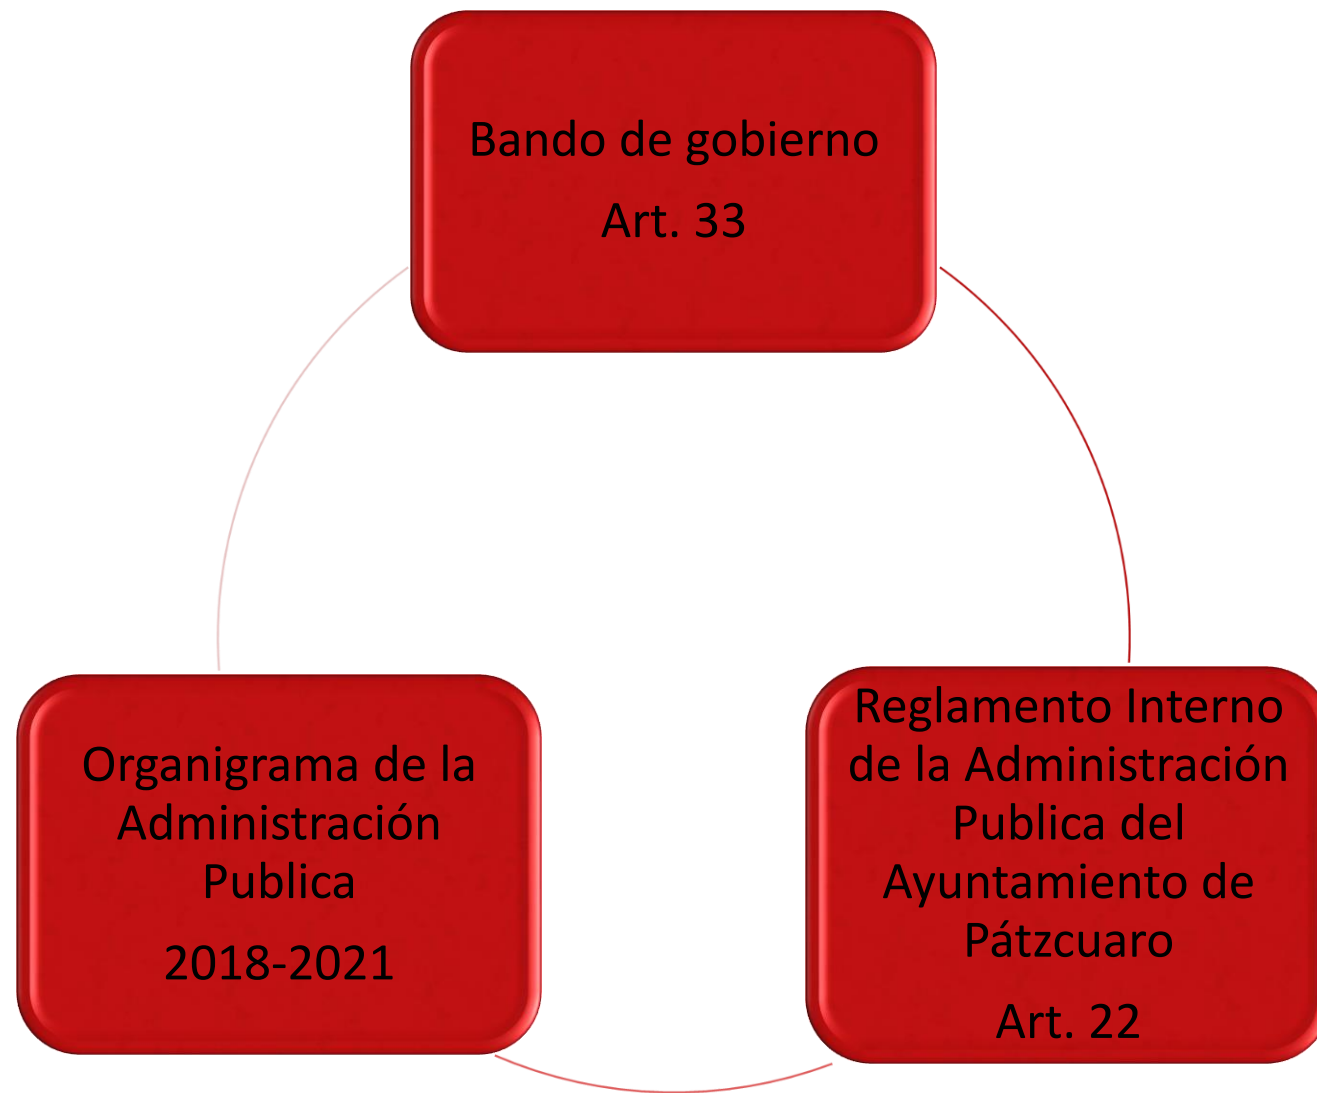 Bando de gobierno
Art. 33
Reglamento Interno
de la Administración
Publica del
Ayuntamiento de
Pátzcuaro
Art. 22
Organigrama de la
Administración
Publica
2018-2021